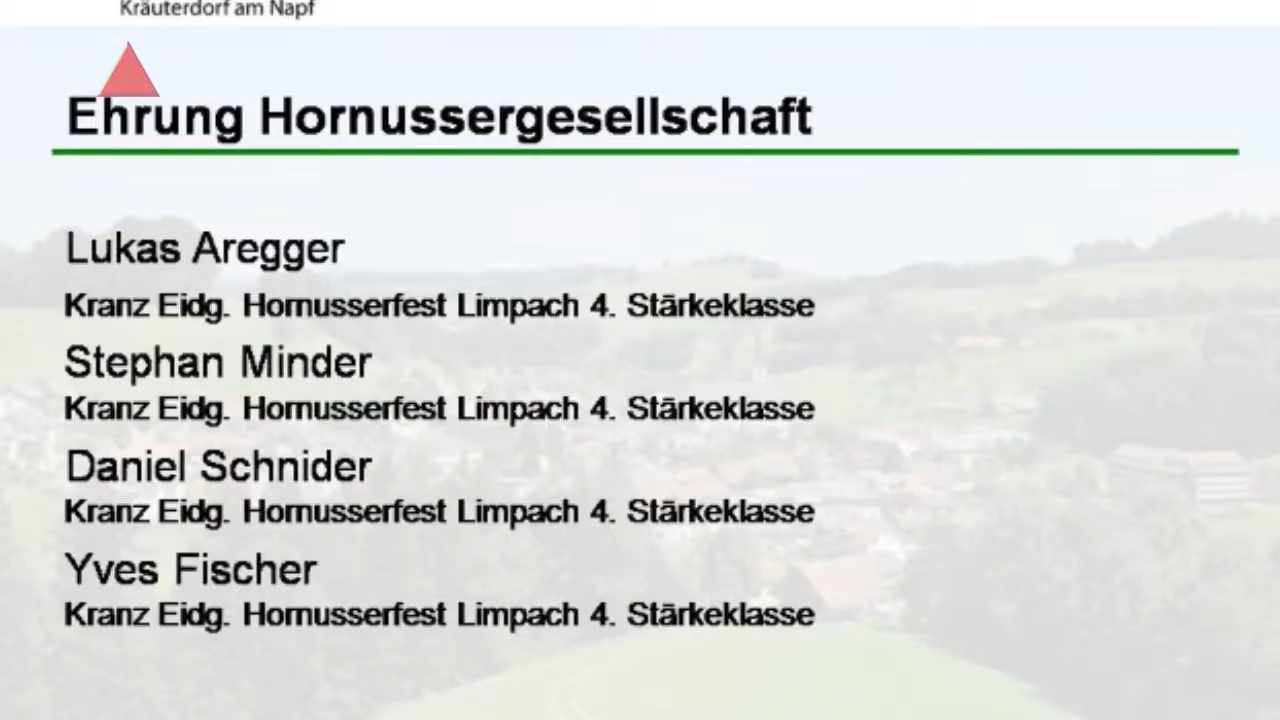 Kräuterdorf am Napf
Ehrung Hornussergesellschaft
Lukas Aregger
Kranz Eidg. Hornusserfest Limpach 4. Stärkeklasse
Stephan Minder
Kranz Eidg. Hornusserfest Limpach 4. Stärkeklasse
Daniel Schnider
Kranz Eidg. Hornusserfest Limpach 4. Stärkeklasse
Yves Fischer
Kranz Eidg. Hornusserfest Limpach 4. Stärkeklasse